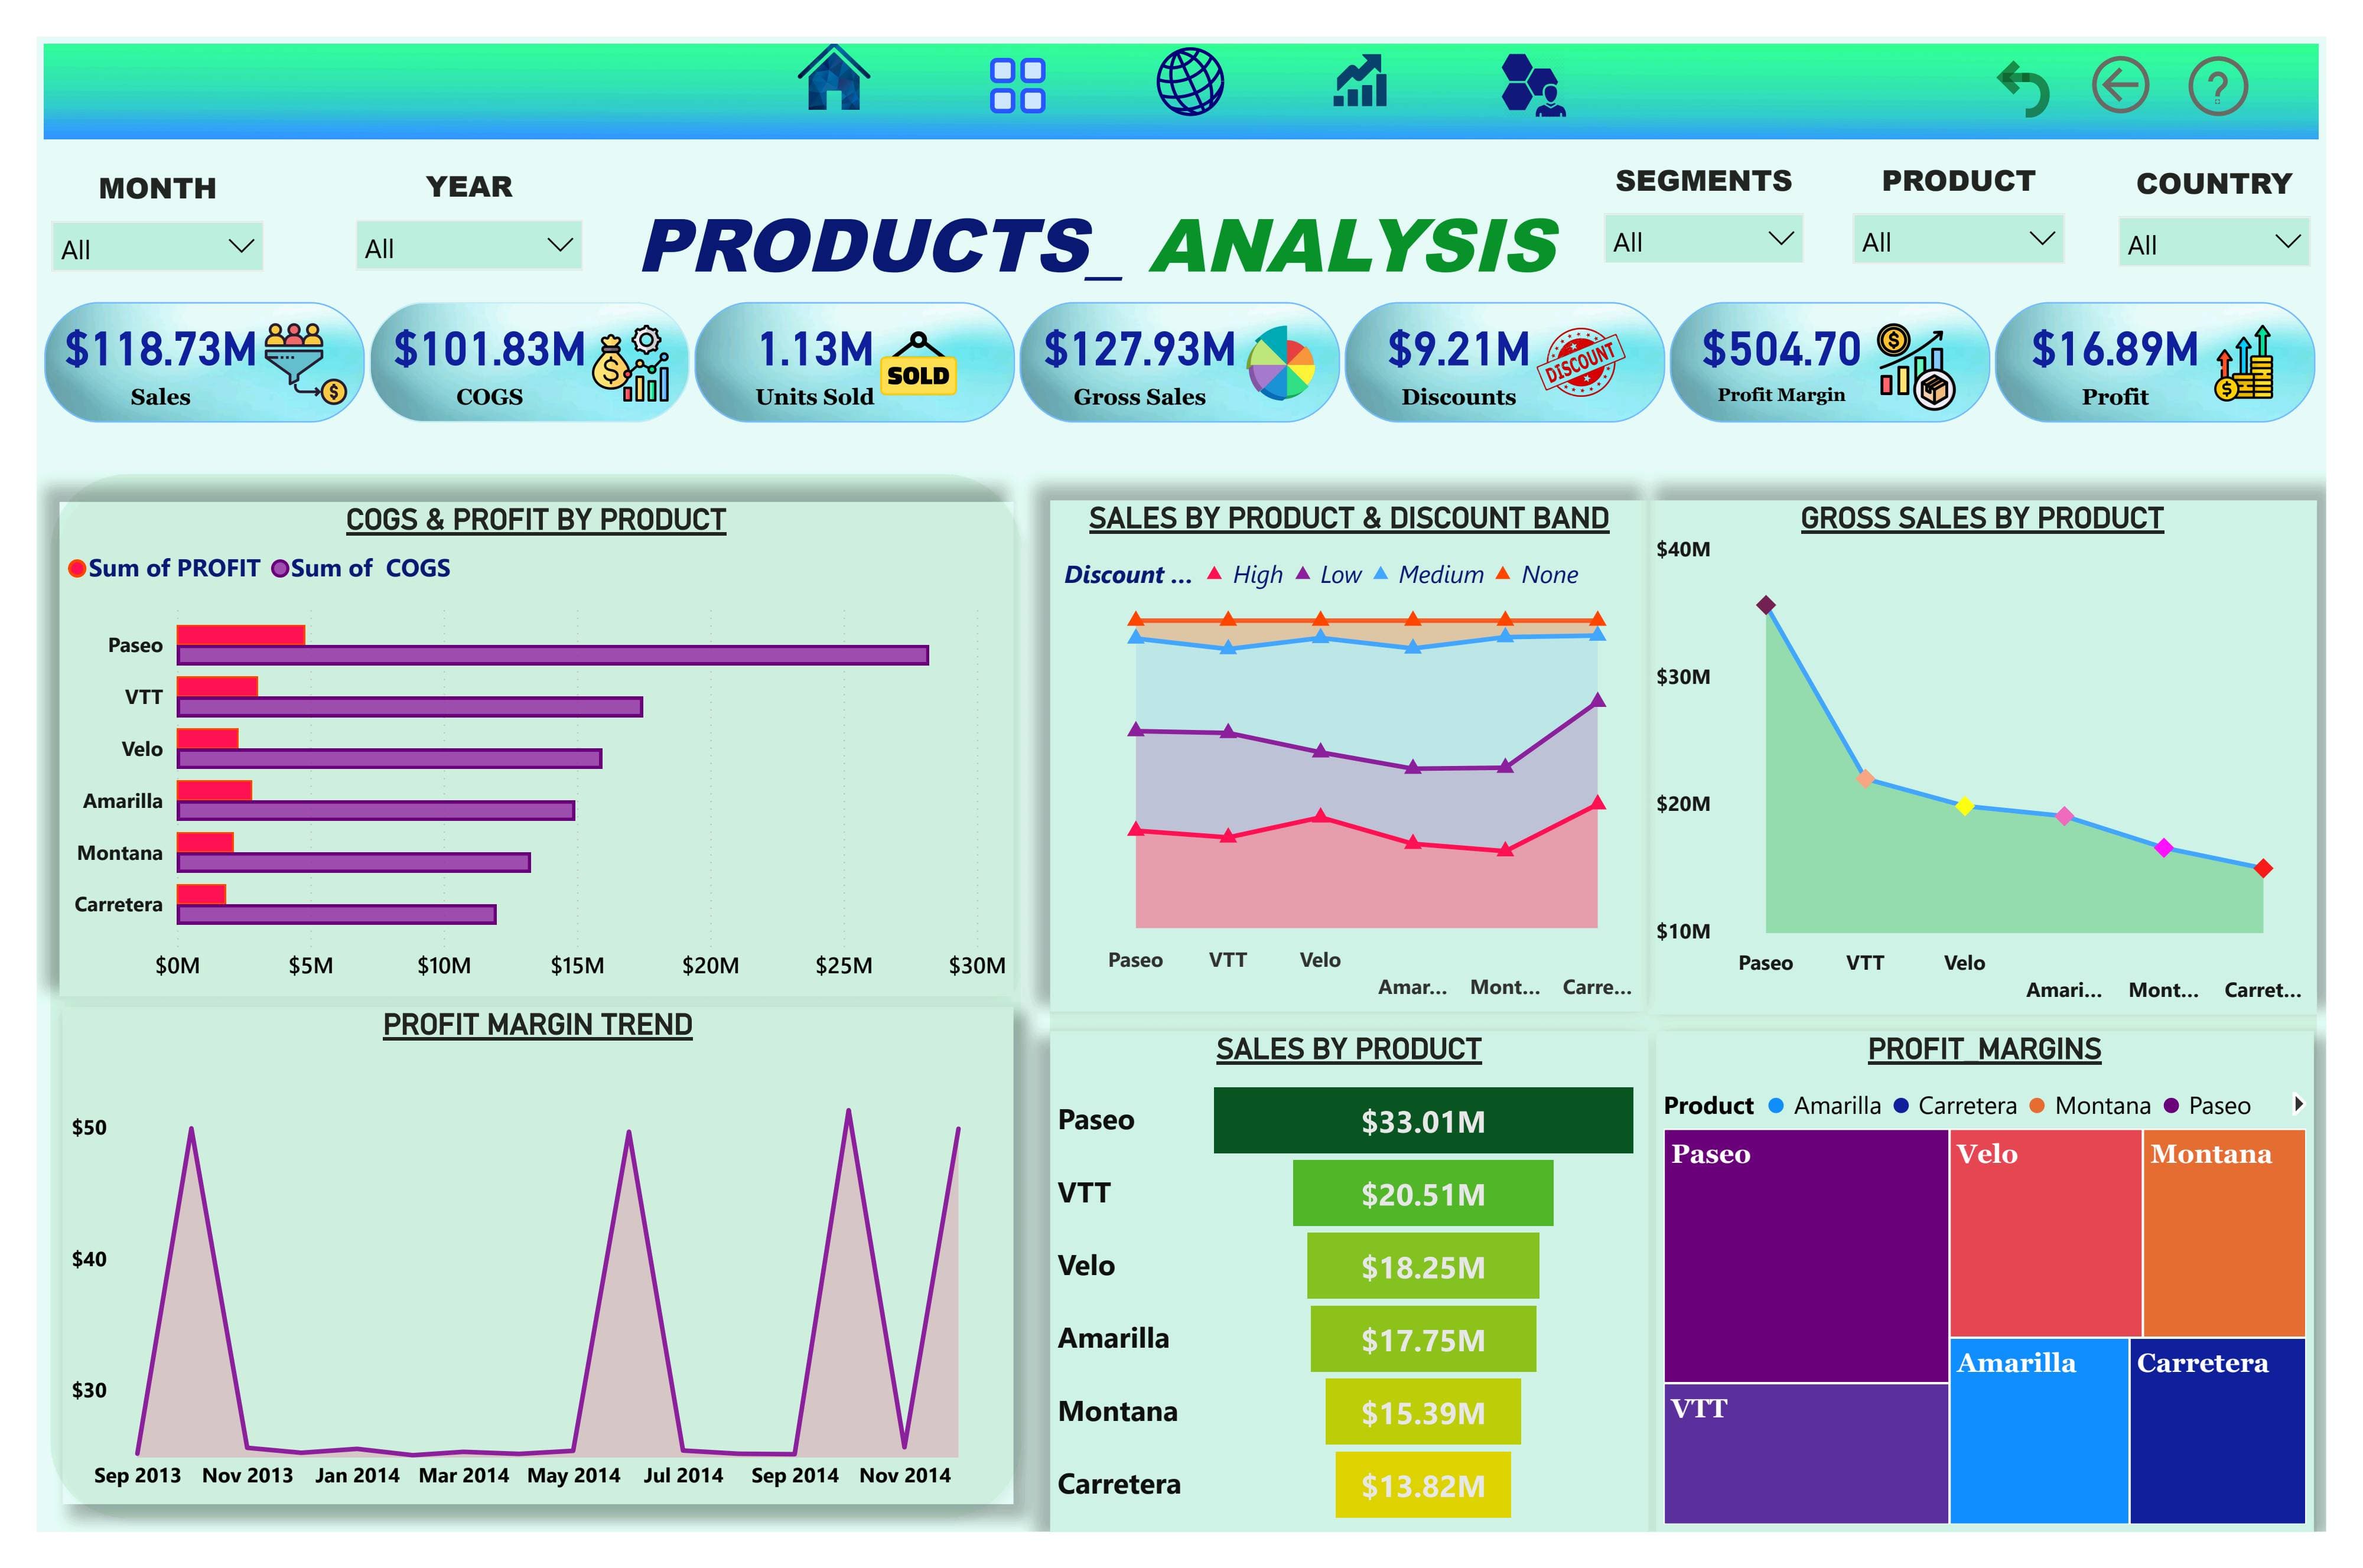 MONTH
YEAR
SEGMENTS
PRODUCT
COUNTRY
All
All
PRODUCTS_ ANALYSIS
All
All
All
$118.73M
Sales
$101.83M
COGS
1.13M
Units Sold
SOLD
$127.93M
Gross Sales
$9.21M
Discounts
DISCOUNT
$504.70
Profit Margin
$16.89M
Profit
COGS & PROFIT BY PRODUCT
Sum of PROFIT Sum of COGS
Paseo
VTT
Velo
Amarilla
Montana
Carretera
$0M $5M $10M $15M $20M $25M $30M
SALES BY PRODUCT & DISCOUNT BAND
Discount ... High Low Medium None
Paseo VTT Velo Amar... Mont... Carre...
GROSS SALES BY PRODUCT
$40M
$30M
$20M
$10M
Paseo VTT Velo Amari... Mont... Carret...
PROFIT MARGIN TREND
$50
$40
$30
Sep 2013 Nov 2013 Jan 2014 Mar 2014 May 2014 Jul 2014 Sep 2014 Nov 2014
SALES BY PRODUCT
Paseo $33.01M
VTT $20.51M
Velo $18.25M
Amarilla $17.75M
Montana $15.39M
Carretera $13.82M
PROFIT_MARGINS
Product Amarilla Carretera Montana Paseo
Paseo
Velo
Montana
VTT
Amarilla
Carretera